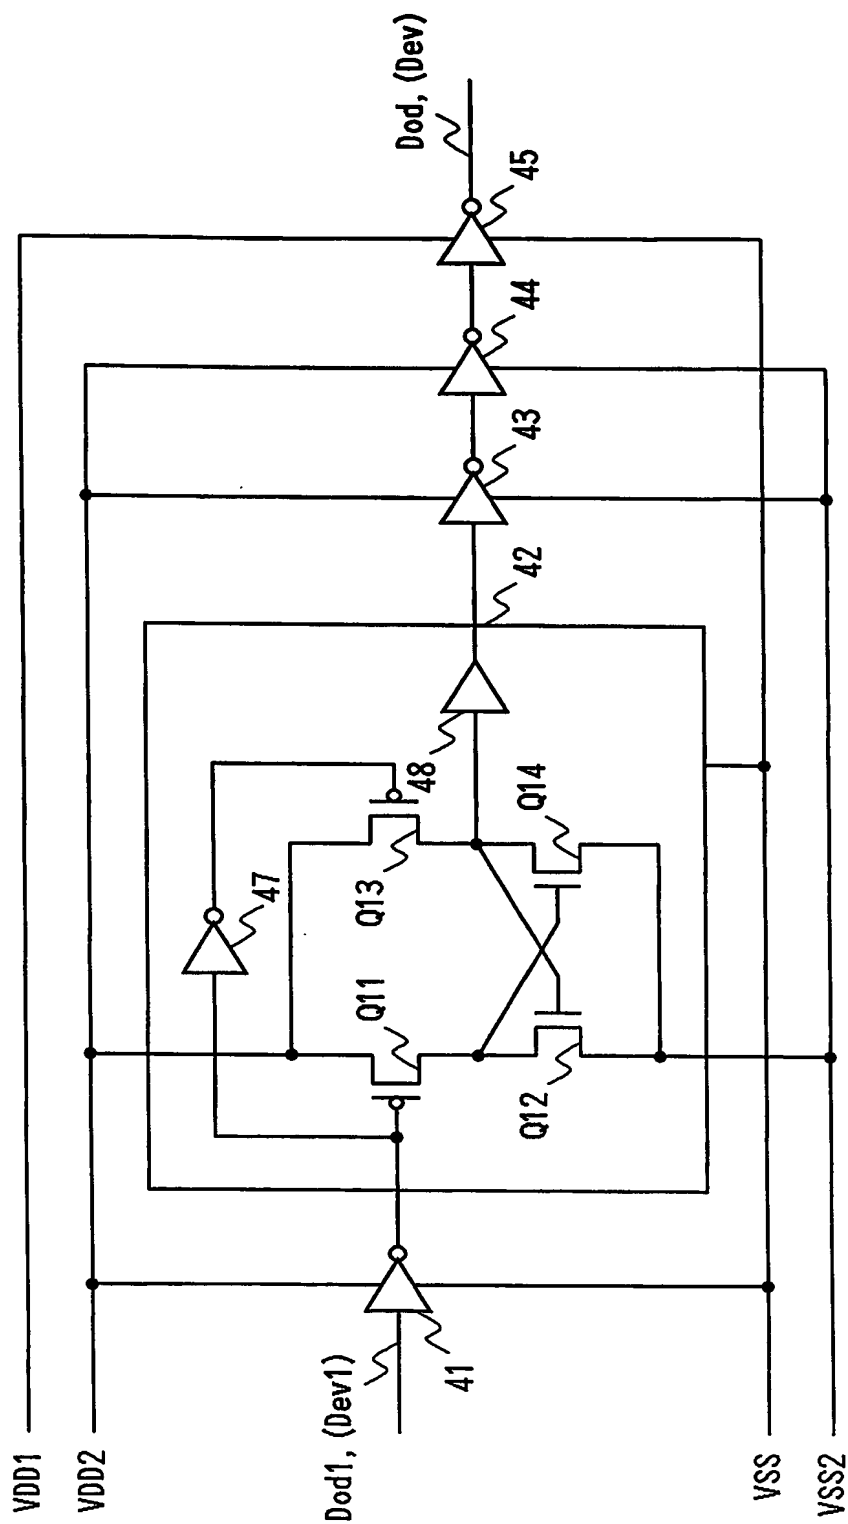 VDD1
VDD2
Dod1, (Dev1)
41
47
Q11
Q13
Q12
Q14
48
42
43
44
45
Dod, (Dev)
VSS
VSS2